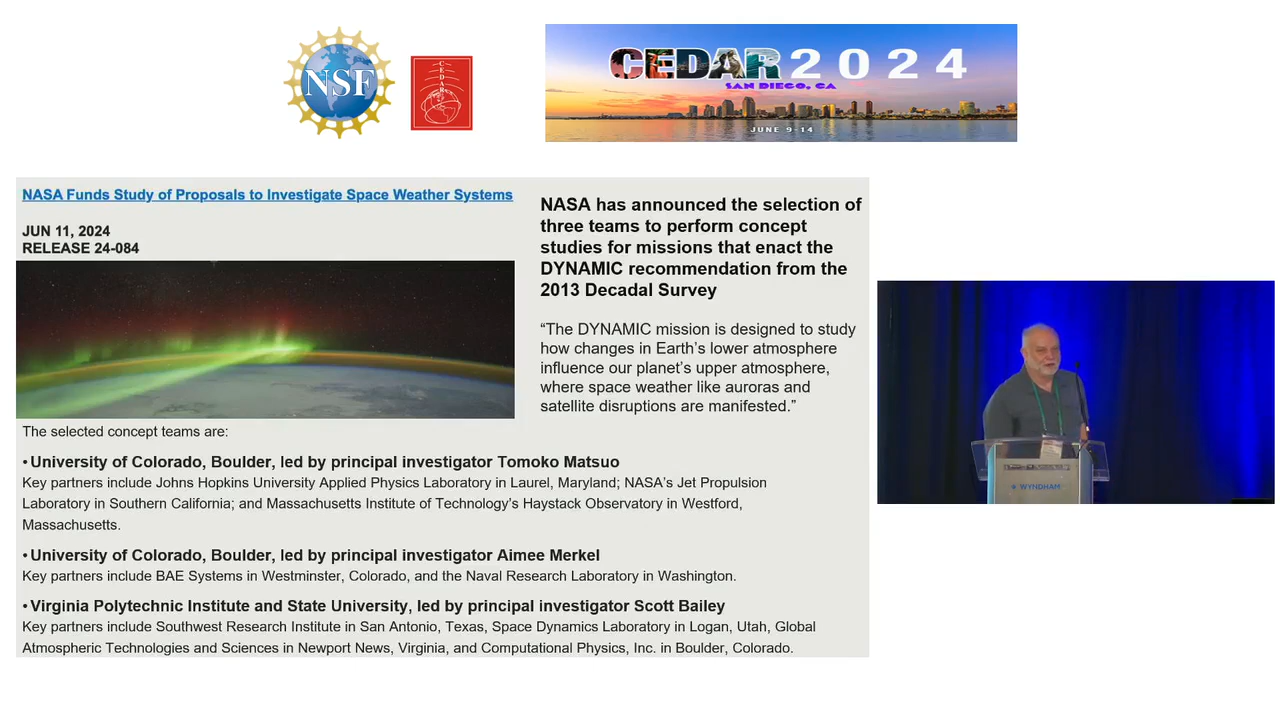 NSF
CEDAR
CEDAR 2024
SAN DIEGO, CA
JUNE 9-14
NASA Funds Study of Proposals to Investigate Space Weather Systems
JUN 11, 2024
RELEASE 24-084
NASA has announced the selection of
three teams to perform concept
studies for missions that enact the
DYNAMIC recommendation from the
2013 Decadal Survey
“The DYNAMIC mission is designed to study
how changes in Earth’s lower atmosphere
influence our planet’s upper atmosphere,
where space weather like auroras and
satellite disruptions are manifested.”
The selected concept teams are:
• University of Colorado, Boulder, led by principal investigator Tomoko Matsuo
Key partners include Johns Hopkins University Applied Physics Laboratory in Laurel, Maryland; NASA’s Jet Propulsion
Laboratory in Southern California; and Massachusetts Institute of Technology’s Haystack Observatory in Westford,
Massachusetts.
• University of Colorado, Boulder, led by principal investigator Aimee Merkel
Key partners include BAE Systems in Westminster, Colorado, and the Naval Research Laboratory in Washington.
• Virginia Polytechnic Institute and State University, led by principal investigator Scott Bailey
Key partners include Southwest Research Institute in San Antonio, Texas, Space Dynamics Laboratory in Logan, Utah, Global
Atmospheric Technologies and Sciences in Newport News, Virginia, and Computational Physics, Inc. in Boulder, Colorado.
WYNDHAM